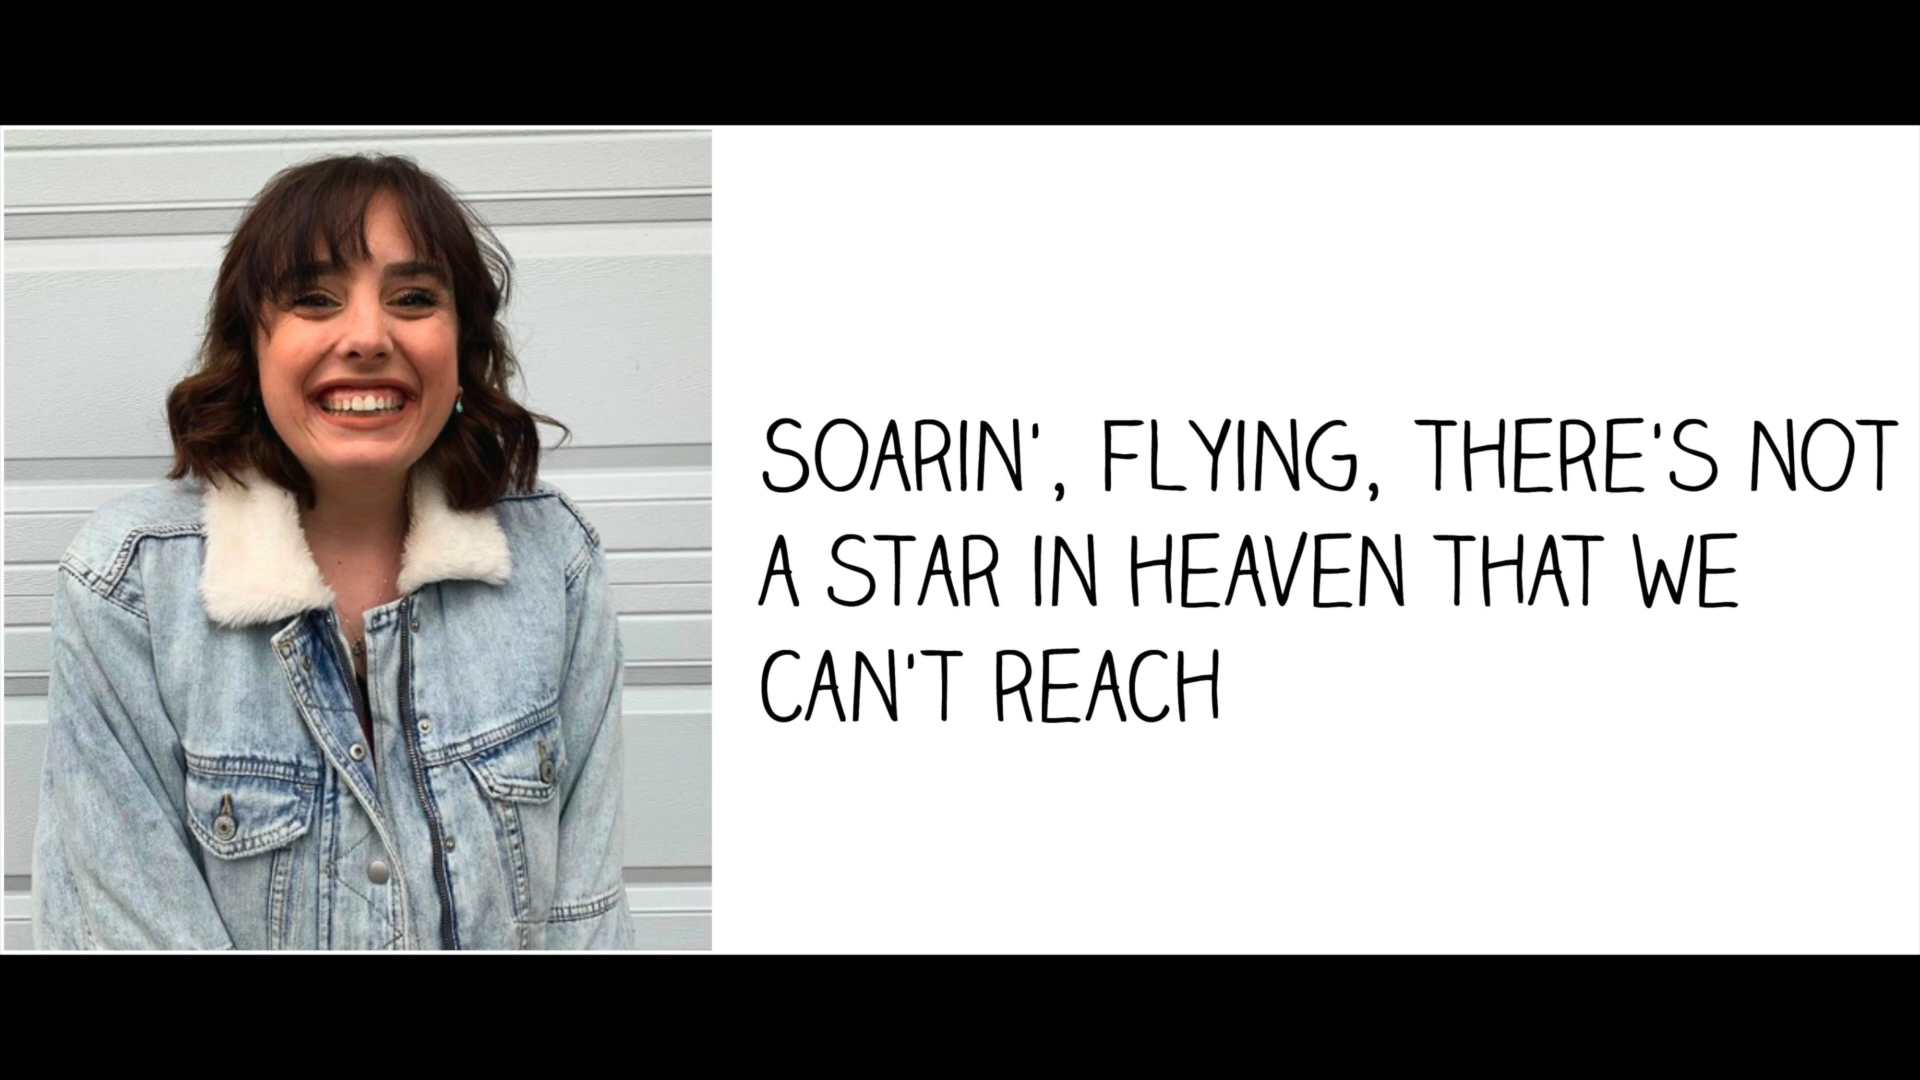 SOARIN', FLYING, THERE'S NOT
A STAR IN HEAVEN THAT WE
CAN'T REACH